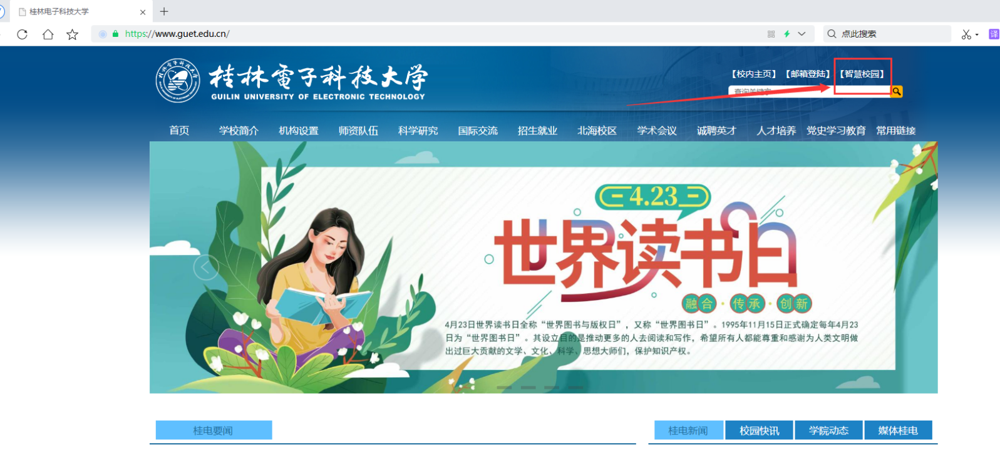 桂林电子科技大学
https://www.guet.edu.cn/
点此搜索
译
桂林電子科技大学
GUILIN UNIVERSITY OF ELECTRONIC TECHNOLOGY
【校内主页】 【邮箱登陆】 【智慧校园】
首页 学校简介 机构设置 师资队伍 科学研究 国际交流 招生就业 北海校区 学术会议 诚聘英才 人才培养 党史学习教育 常用链接
4.23
世界读书日
融合·传承·创新
4月23日世界读书日全称“世界图书与版权日”，又称“世界图书日”。1995年11月15日正式确定每年4月23
日为“世界图书日”。其设立目的是推动更多的人去阅读和写作，希望所有人都能尊重和感谢为人类文明做
出过巨大贡献的文学、文化、科学、思想大师们，保护知识产权。
桂电要闻
桂电新闻 校园快讯 学院动态 媒体桂电